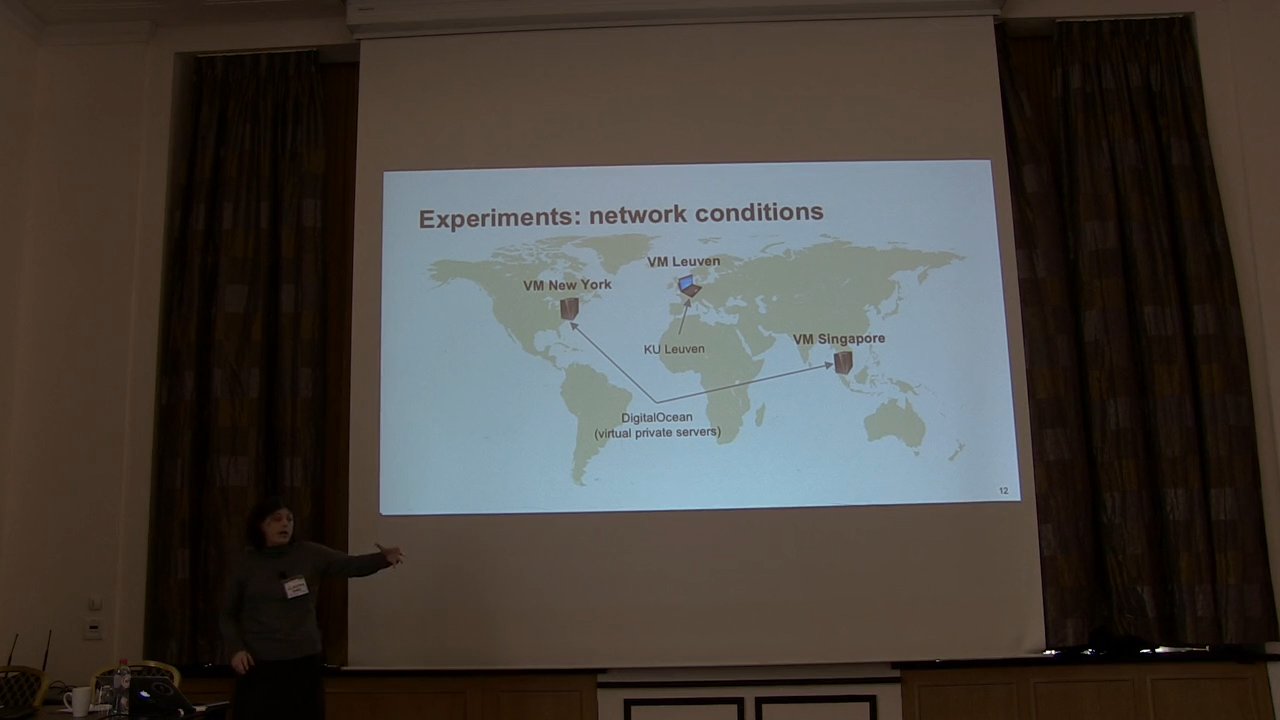 Experiments: network conditions
VM Leuven
VM New York
VM Singapore
KU Leuven
DigitalOcean
(virtual private servers)
12